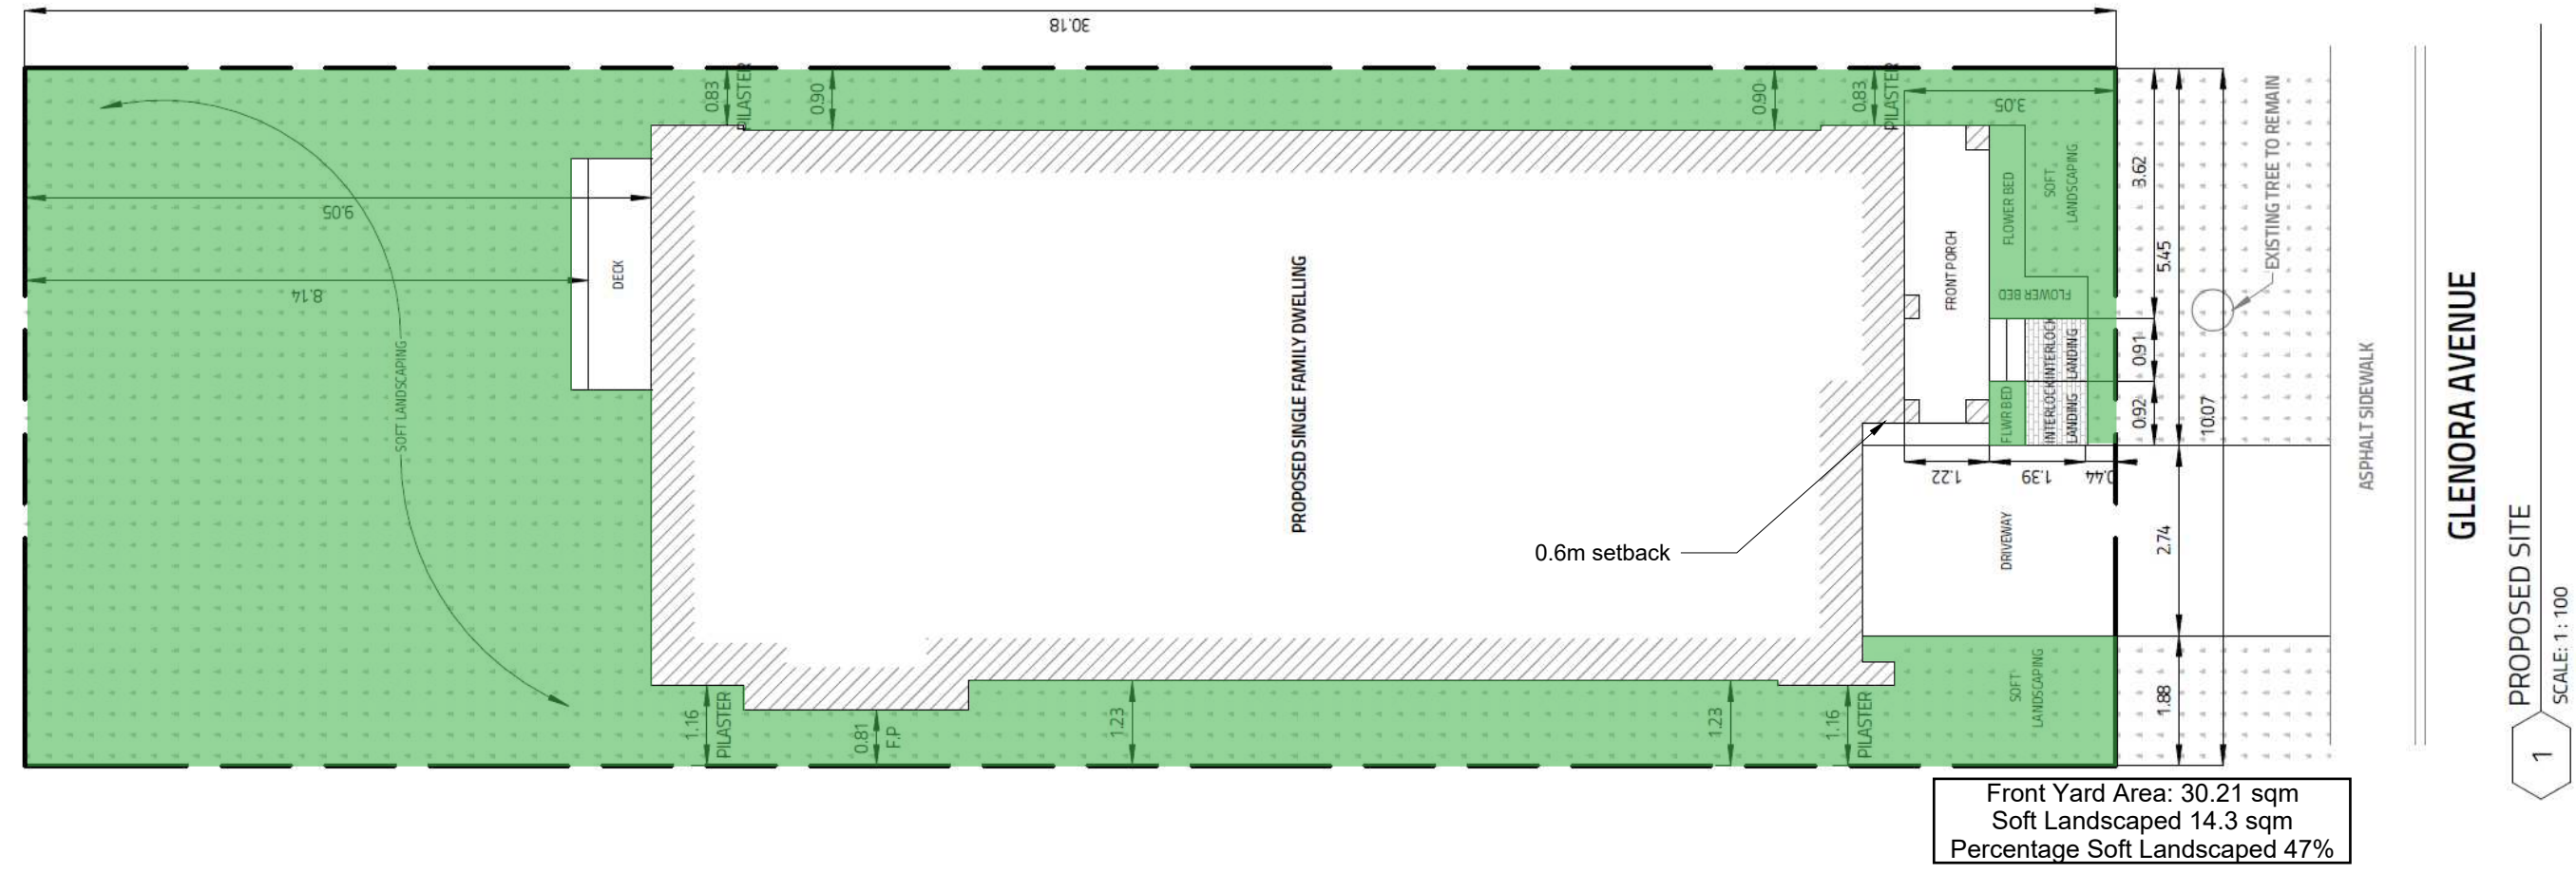 30.18
0.83
PILASTER
0.90
0.90
0.83
PILASTER
3.05
EXISTING TREE TO REMAIN
9.05
8.14
SOFT LANDSCAPING
DECK
PROPOSED SINGLE FAMILY DWELLING
FRONT PORCH
FLOWER BED
SOFT
LANDSCAPING
FLOWER BED
INTERLOCK
LANDING
INTERLOCK
LANDING
FLWR BED
3.62
5.45
0.91
0.92
10.07
1.22
1.39
0.44
0.6m setback
DRIVEWAY
2.74
SOFT
LANDSCAPING
1.88
1.16
PILASTER
0.81
F.P
1.23
1.23
1.16
PILASTER
ASPHALT SIDEWALK
GLENORA AVENUE
1
PROPOSED SITE
SCALE: 1 : 100
Front Yard Area: 30.21 sqm
Soft Landscaped 14.3 sqm
Percentage Soft Landscaped 47%